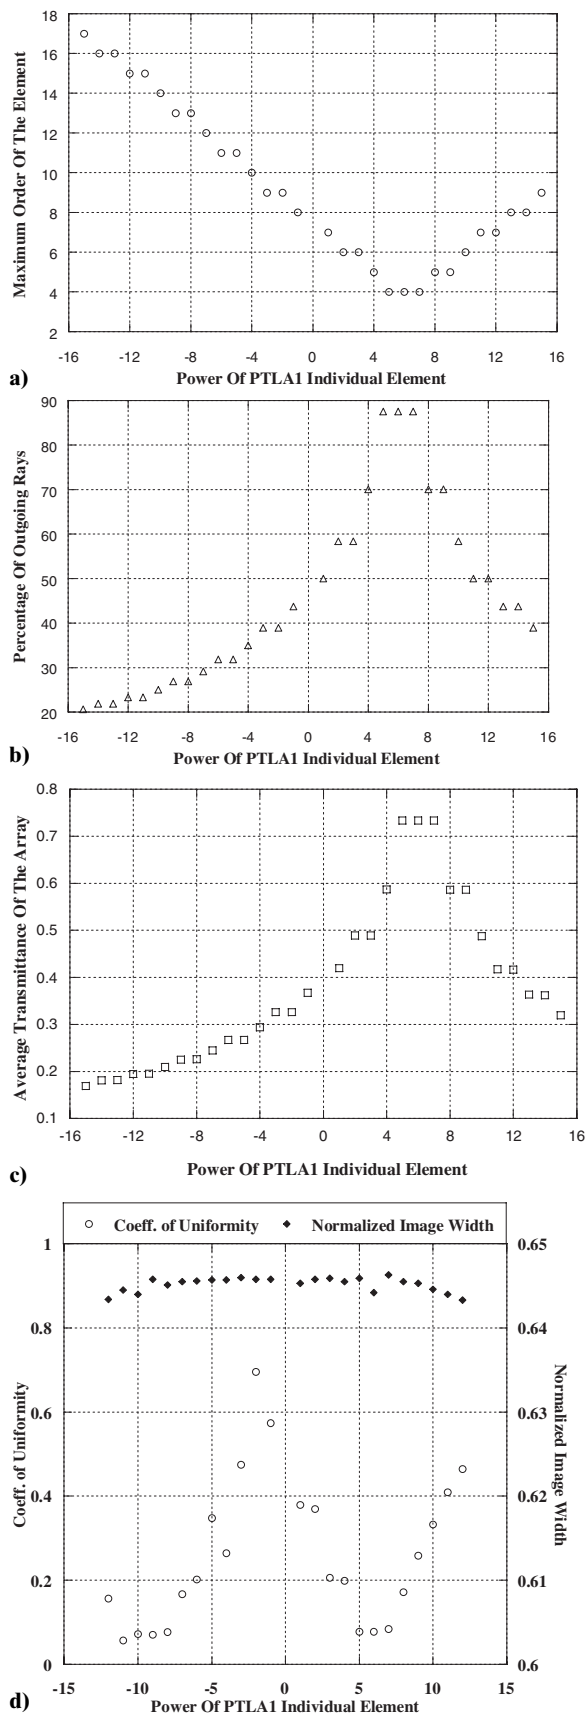 18
16
14
12
10
8
6
4
2
Maximum Order Of The Element
-16 -12 -8 -4 0 4 8 12 16
a)
Power Of PTLA1 Individual Element
90
80
70
60
50
40
30
20
Percentage Of Outgoing Rays
-16 -12 -8 -4 0 4 8 12 16
b)
Power Of PTLA1 Individual Element
0.8
0.7
0.6
0.5
0.4
0.3
0.2
0.1
Average Transmittance Of The Array
-16 -12 -8 -4 0 4 8 12 16
c)
Power Of PTLA1 Individual Element
Coeff. of Uniformity Normalized Image Width
1
0.8
0.6
0.4
0.2
0
Coeff. of Uniformity
0.65
0.64
0.63
0.62
0.61
0.6
Normalized Image Width
-15 -10 -5 0 5 10 15
d)
Power Of PTLA1 Individual Element